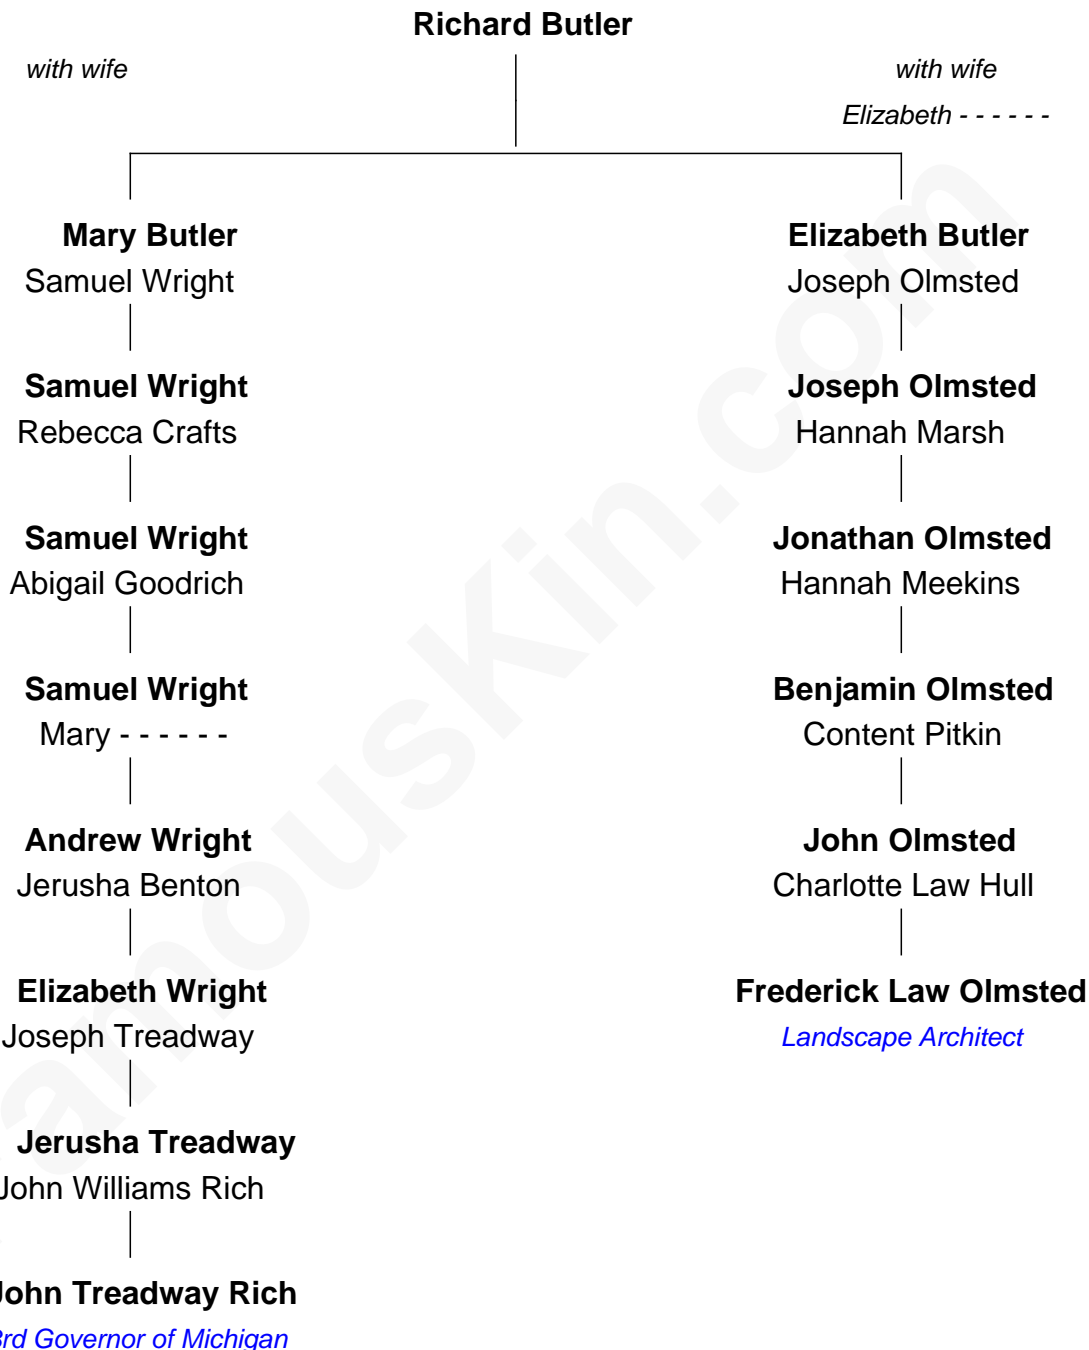 Richard Butler
with wife
with wife
Elizabeth - - - - - -
Mary Butler
Samuel Wright
Elizabeth Butler
Joseph Olmsted
Samuel Wright
Rebecca Crafts
Joseph Olmsted
Hannah Marsh
Samuel Wright
Abigail Goodrich
Jonathan Olmsted
Hannah Meekins
Samuel Wright
Mary - - - - - -
Benjamin Olmsted
Content Pitkin
Andrew Wright
Jerusha Benton
John Olmsted
Charlotte Law Hull
Elizabeth Wright
Joseph Treadway
Frederick Law Olmsted
Landscape Architect
Jerusha Treadway
John Williams Rich
John Treadway Rich
3rd Governor of Michigan
amouskin.com